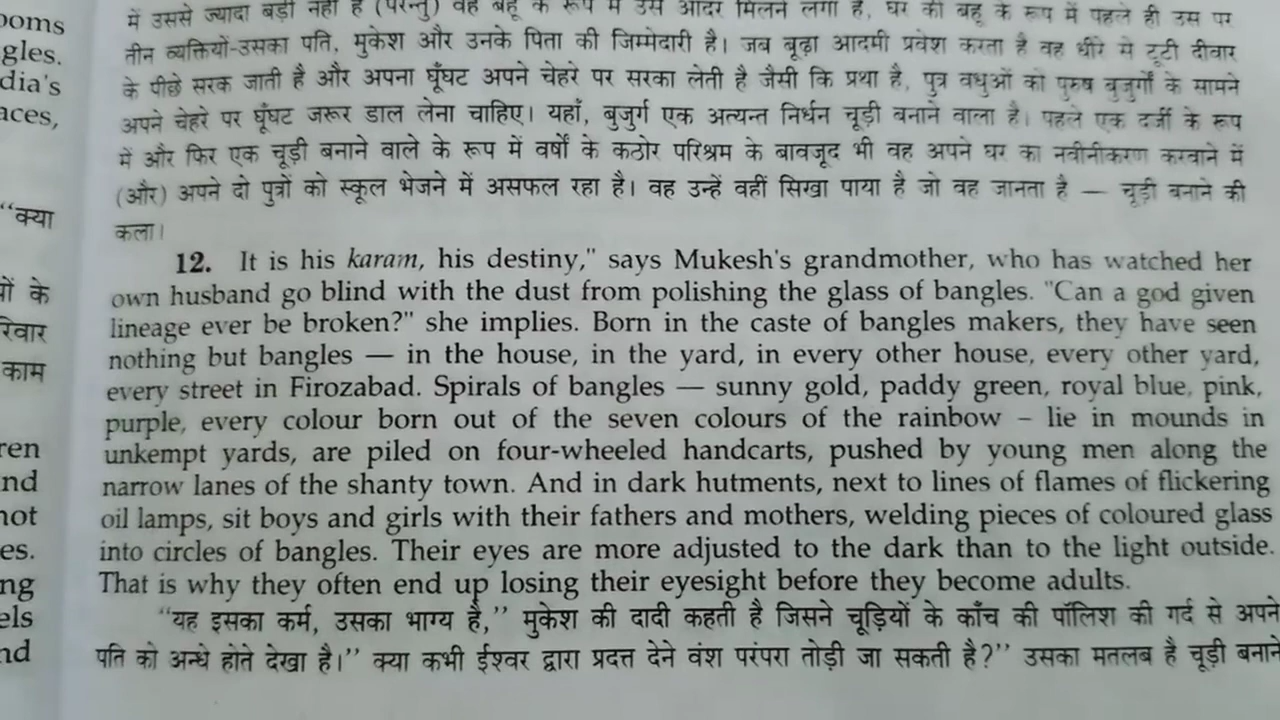 ooms
gles.
dia's
aces,
“क्या
यों के
रिवार
काम
ren
nd
not
es.
ng
els
nd
में उससे ज्यादा बड़ी नहीं है (परन्तु) वह बहू के रूप में उसे आदर मिलने लगा है, घर की बहू के रूप में पहले ही उस पर
तीन व्यक्तियों-उसका पति, मुकेश और उनके पिता की जिम्मेदारी है। जब बूढ़ा आदमी प्रवेश करता है वह धीरे से टूटी दीवार
के पीछे सरक जाती है और अपना घूँघट अपने चेहरे पर सरका लेती है जैसी कि प्रथा है, पुत्र वधुओं को पुरुष बुजुर्गों के सामने
अपने चेहरे पर घूँघट जरूर डाल लेना चाहिए। यहाँ, बुजुर्ग एक अत्यन्त निर्धन चूड़ी बनाने वाला है। पहले एक दर्जी के रूप
में और फिर एक चूड़ी बनाने वाले के रूप में वर्षों के कठोर परिश्रम के बावजूद भी वह अपने घर का नवीनीकरण करवाने में
(और) अपने दो पुत्रों को स्कूल भेजने में असफल रहा है। वह उन्हें वहीं सिखा पाया है जो वह जानता है — चूड़ी बनाने की
कला।
12. It is his karam, his destiny," says Mukesh's grandmother, who has watched her
own husband go blind with the dust from polishing the glass of bangles. "Can a god given
lineage ever be broken?" she implies. Born in the caste of bangles makers, they have seen
nothing but bangles — in the house, in the yard, in every other house, every other yard,
every street in Firozabad. Spirals of bangles — sunny gold, paddy green, royal blue, pink,
purple, every colour born out of the seven colours of the rainbow – lie in mounds in
unkempt yards, are piled on four-wheeled handcarts, pushed by young men along the
narrow lanes of the shanty town. And in dark hutments, next to lines of flames of flickering
oil lamps, sit boys and girls with their fathers and mothers, welding pieces of coloured glass
into circles of bangles. Their eyes are more adjusted to the dark than to the light outside.
That is why they often end up losing their eyesight before they become adults.
“यह इसका कर्म, उसका भाग्य है,” मुकेश की दादी कहती है जिसने चूड़ियों के काँच की पॉलिश की गर्द से अपने
पति को अन्धे होते देखा है।” क्या कभी ईश्वर द्वारा प्रदत्त देने वंश परंपरा तोड़ी जा सकती है?” उसका मतलब है चूड़ी बनाने